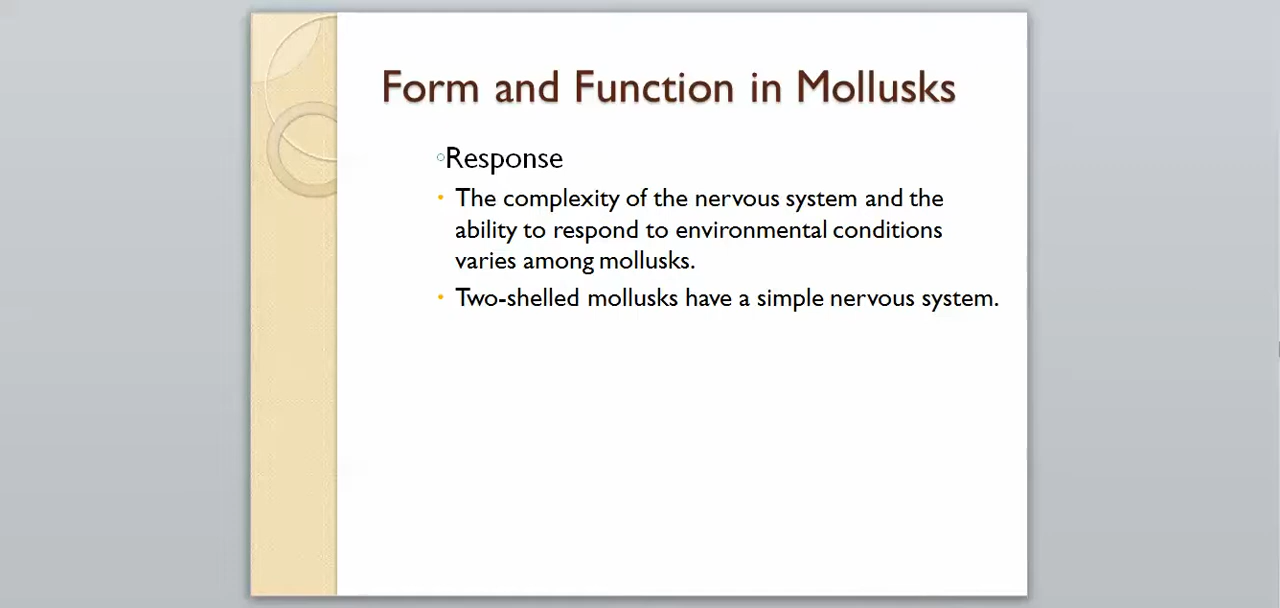 Form and Function in Mollusks
Response
• The complexity of the nervous system and the
ability to respond to environmental conditions
varies among mollusks.
• Two-shelled mollusks have a simple nervous system.